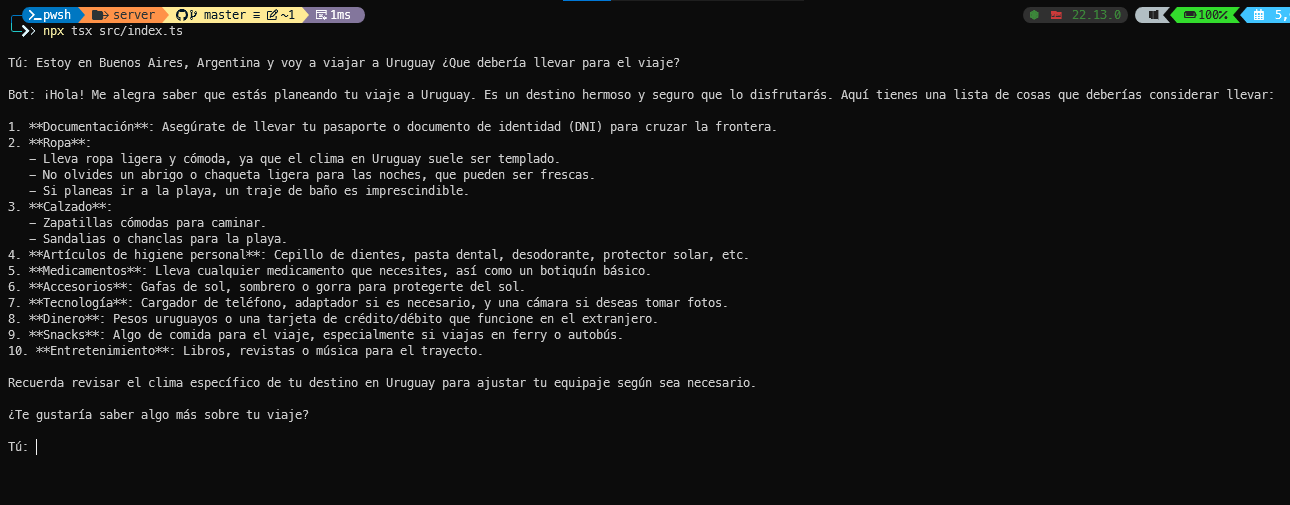 pwsh server master ≡ ~1 1ms 22.13.0 100% 5,
npx tsx src/index.ts
Tú: Estoy en Buenos Aires, Argentina y voy a viajar a Uruguay ¿Que debería llevar para el viaje?
Bot: ¡Hola! Me alegra saber que estás planeando tu viaje a Uruguay. Es un destino hermoso y seguro que lo disfrutarás. Aquí tienes una lista de cosas que deberías considerar llevar:
1. **Documentación**: Asegúrate de llevar tu pasaporte o documento de identidad (DNI) para cruzar la frontera.
2. **Ropa**:
- Lleva ropa ligera y cómoda, ya que el clima en Uruguay suele ser templado.
- No olvides un abrigo o chaqueta ligera para las noches, que pueden ser frescas.
- Si planeas ir a la playa, un traje de baño es imprescindible.
3. **Calzado**:
- Zapatillas cómodas para caminar.
- Sandalias o chanclas para la playa.
4. **Artículos de higiene personal**: Cepillo de dientes, pasta dental, desodorante, protector solar, etc.
5. **Medicamentos**: Lleva cualquier medicamento que necesites, así como un botiquín básico.
6. **Accesorios**: Gafas de sol, sombrero o gorra para protegerte del sol.
7. **Tecnología**: Cargador de teléfono, adaptador si es necesario, y una cámara si deseas tomar fotos.
8. **Dinero**: Pesos uruguayos o una tarjeta de crédito/débito que funcione en el extranjero.
9. **Snacks**: Algo de comida para el viaje, especialmente si viajas en ferry o autobús.
10. **Entretenimiento**: Libros, revistas o música para el trayecto.
Recuerda revisar el clima específico de tu destino en Uruguay para ajustar tu equipaje según sea necesario.
¿Te gustaría saber algo más sobre tu viaje?
Tú: